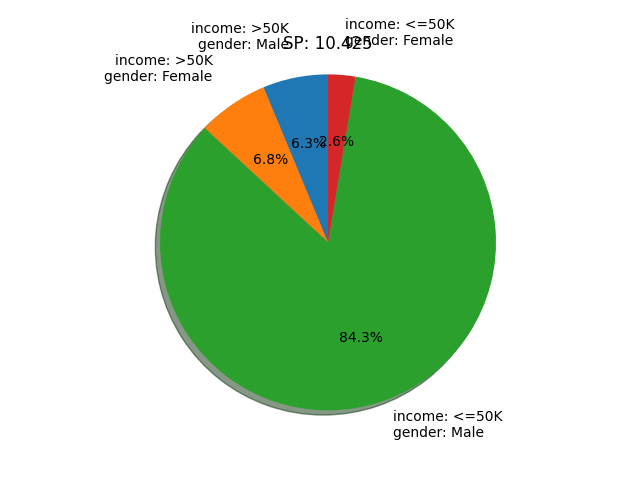 income: >50K
gender: Male
SP: 10.425
income: <=50K
gender: Female
income: >50K
gender: Female
6.3%
2.6%
6.8%
84.3%
income: <=50K
gender: Male